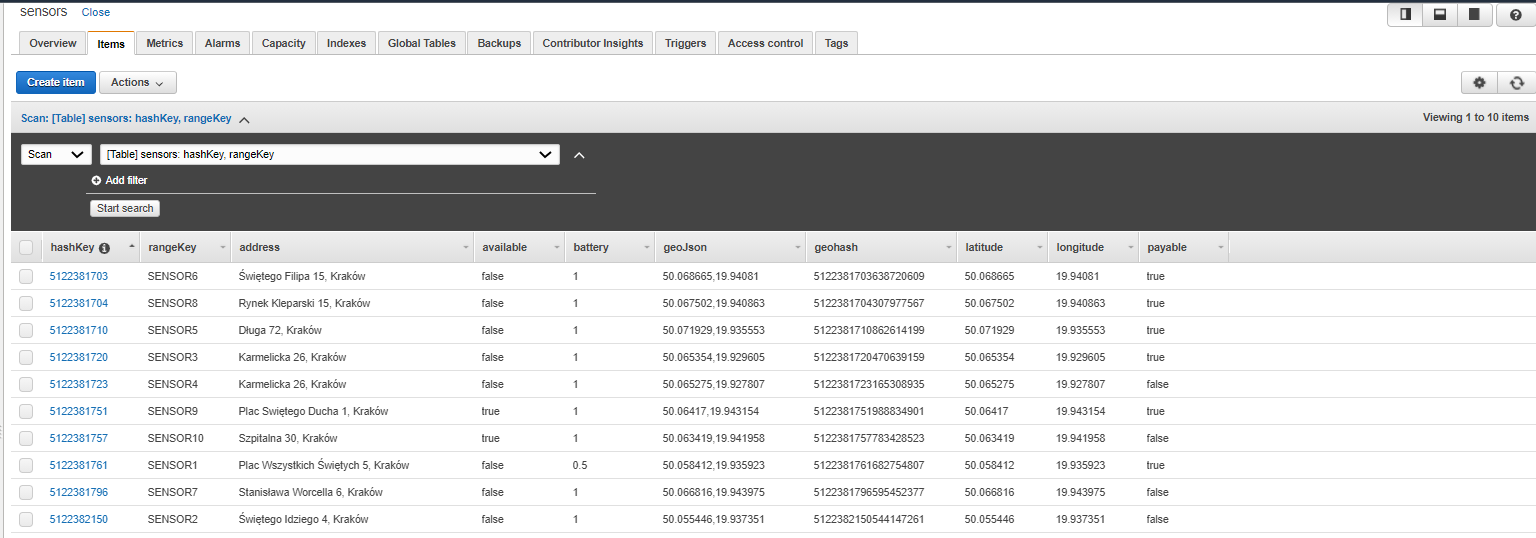 sensors Close
Overview Items Metrics Alarms Capacity Indexes Global Tables Backups Contributor Insights Triggers Access control Tags
Create item Actions
Scan: [Table] sensors: hashKey, rangeKey Viewing 1 to 10 items
Scan [Table] sensors: hashKey, rangeKey
Add filter
Start search
hashKey rangeKey address available battery geoJson geohash latitude longitude payable
5122381703 SENSOR6 Świętego Filipa 15, Kraków false 1 50.068665,19.94081 5122381703638720609 50.068665 19.94081 true
5122381704 SENSOR8 Rynek Kleparski 15, Kraków false 1 50.067502,19.940863 5122381704307977567 50.067502 19.940863 true
5122381710 SENSOR5 Długa 72, Kraków false 1 50.071929,19.935553 5122381710862614199 50.071929 19.935553 true
5122381720 SENSOR3 Karmelicka 26, Kraków false 1 50.065354,19.929605 5122381720470639159 50.065354 19.929605 true
5122381723 SENSOR4 Karmelicka 26, Kraków false 1 50.065275,19.927807 5122381723165308935 50.065275 19.927807 false
5122381751 SENSOR9 Plac Swiętego Ducha 1, Kraków true 1 50.06417,19.943154 5122381751988834901 50.06417 19.943154 true
5122381757 SENSOR10 Szpitalna 30, Kraków true 1 50.063419,19.941958 5122381757783428523 50.063419 19.941958 false
5122381761 SENSOR1 Plac Wszystkich Świętych 5, Kraków false 0.5 50.058412,19.935923 5122381761682754807 50.058412 19.935923 true
5122381796 SENSOR7 Stanisława Worcella 6, Kraków false 1 50.066816,19.943975 5122381796595452377 50.066816 19.943975 false
5122382150 SENSOR2 Świętego Idziego 4, Kraków false 1 50.055446,19.937351 5122382150544147261 50.055446 19.937351 false